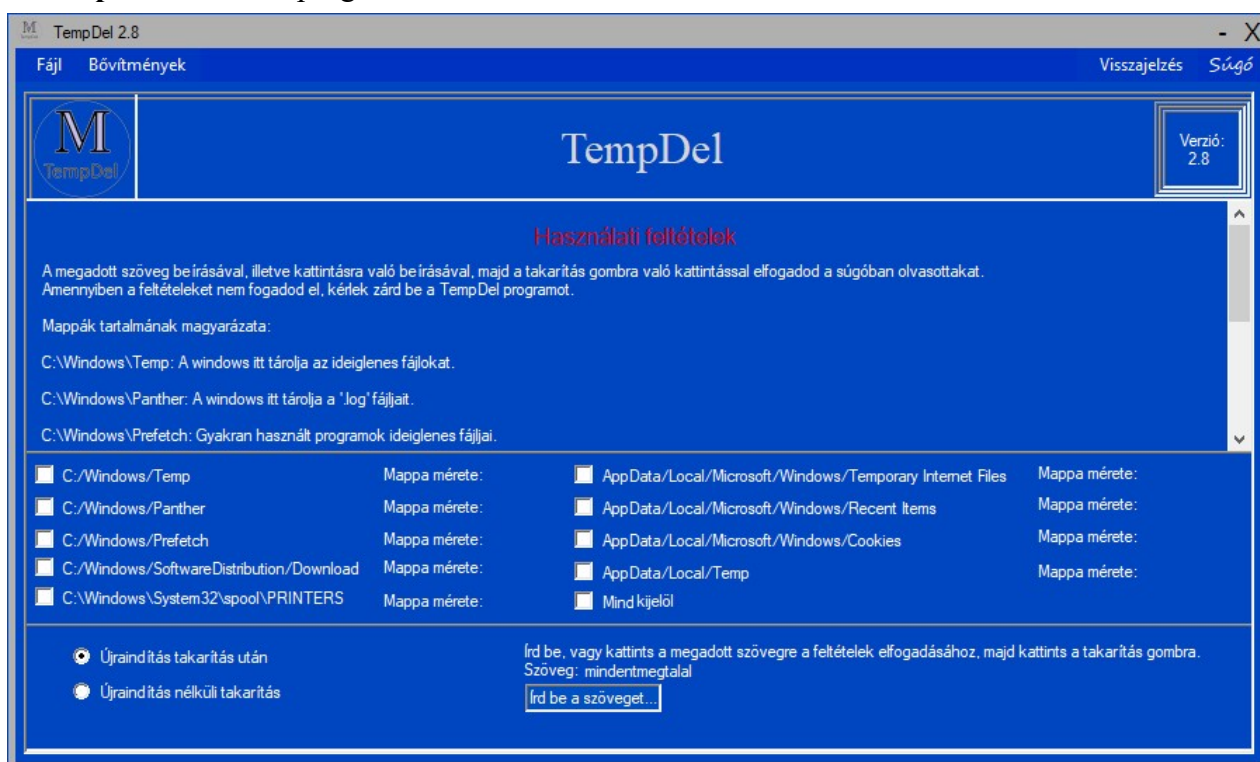 TempDel 2.8
- X
Fájl Bővítmények Visszajelzés Súgó
M
TempDel
TempDel
Verzió:
2.8
Használati feltételek
A megadott szöveg beírásával, illetve kattintásra való beírásával, majd a takarítás gombra való kattintással elfogadod a súgóban olvasottakat.
Amennyiben a feltételeket nem fogadod el, kérlek zárd be a TempDel programot.
Mappák tartalmának magyarázata:
C:\Windows\Temp: A windows itt tárolja az ideiglenes fájlokat.
C:\Windows\Panther: A windows itt tárolja a '.log' fájljait.
C:\Windows\Prefetch: Gyakran használt programok ideiglenes fájljai.
C:/Windows/Temp Mappa mérete: AppData/Local/Microsoft/Windows/Temporary Internet Files Mappa mérete:
C:/Windows/Panther Mappa mérete: AppData/Local/Microsoft/Windows/Recent Items Mappa mérete:
C:/Windows/Prefetch Mappa mérete: AppData/Local/Microsoft/Windows/Cookies Mappa mérete:
C:/Windows/SoftwareDistribution/Download Mappa mérete: AppData/Local/Temp Mappa mérete:
C:\Windows\System32\spool\PRINTERS Mappa mérete: Mind kijelöl
Újraindítás takarítás után
Újraindítás nélküli takarítás
Írd be, vagy kattints a megadott szövegre a feltételek elfogadásához, majd kattints a takarítás gombra.
Szöveg: mindentmegtalal
Írd be a szöveget...